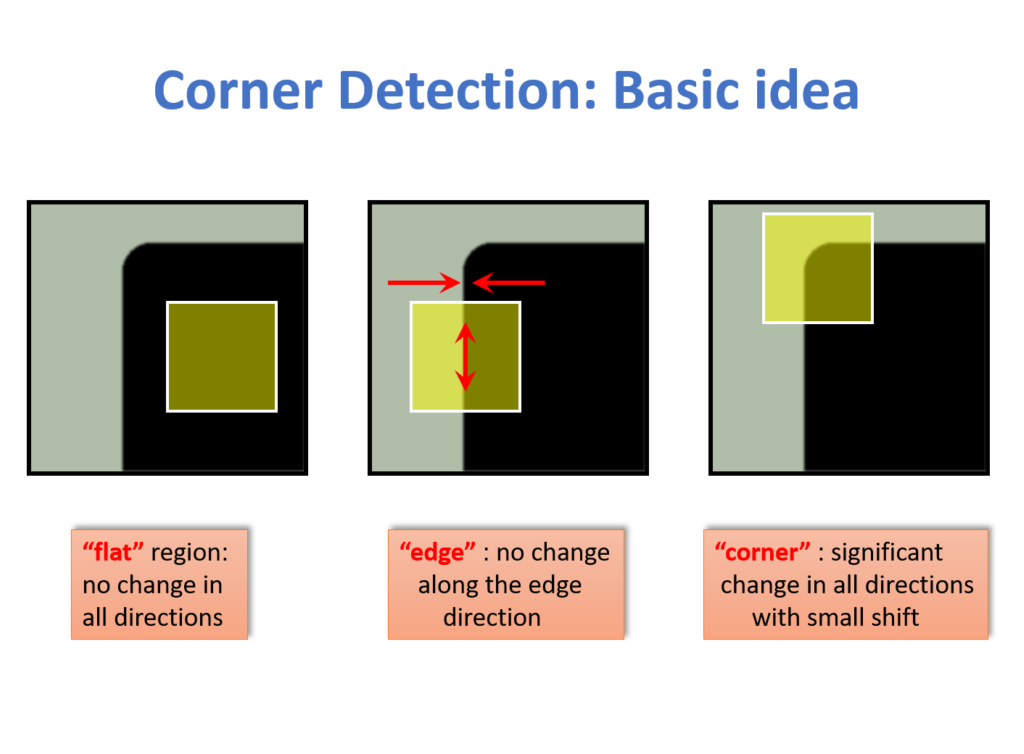 Corner Detection: Basic idea
“flat” region:
no change in
all directions
“edge” : no change
along the edge
direction
“corner” : significant
change in all directions
with small shift